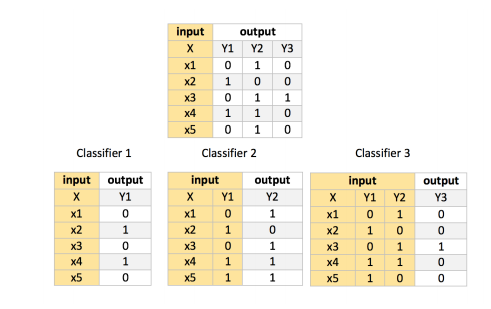 input output
X Y1 Y2 Y3
x1 0 1 0
x2 1 0 0
x3 0 1 1
x4 1 1 0
x5 0 1 0
Classifier 1 Classifier 2 Classifier 3
input output
X Y1
x1 0
x2 1
x3 0
x4 1
x5 0
input output
X Y1 Y2
x1 0 1
x2 1 0
x3 0 1
x4 1 1
x5 1 1
input output
X Y1 Y2 Y3
x1 0 1 0
x2 1 0 0
x3 0 1 1
x4 1 1 0
x5 1 0 0